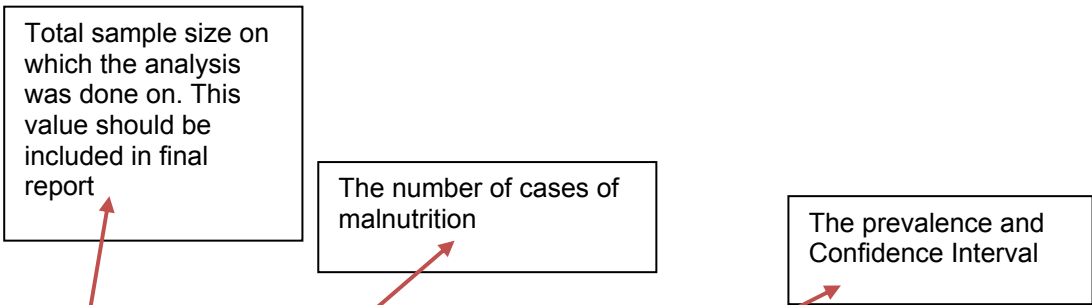 Total sample size on
which the analysis
was done on. This
value should be
included in final
report
The number of cases of
malnutrition
The prevalence and
Confidence Interval